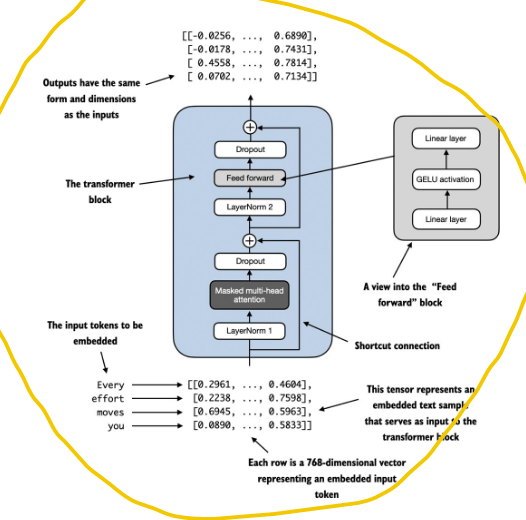 [[-0.0256, ...,  0.6890],
[-0.0178, ...,  0.7431],
[ 0.4558, ...,  0.7814],
[ 0.0702, ...,  0.7134]]
Outputs have the same
form and dimensions
as the inputs
Dropout
Feed forward
LayerNorm 2
Dropout
Masked multi-head
attention
LayerNorm 1
The transformer
block
Linear layer
GELU activation
Linear layer
A view into the “Feed
forward” block
Shortcut connection
The input tokens to be
embedded
Every [[0.2961, ..., 0.4604],
effort [0.2238, ..., 0.7598],
moves [0.6945, ..., 0.5963],
you [0.0890, ..., 0.5833]]
This tensor represents an
embedded text sample
that serves as input to the
transformer block
Each row is a 768-dimensional vector
representing an embedded input
token